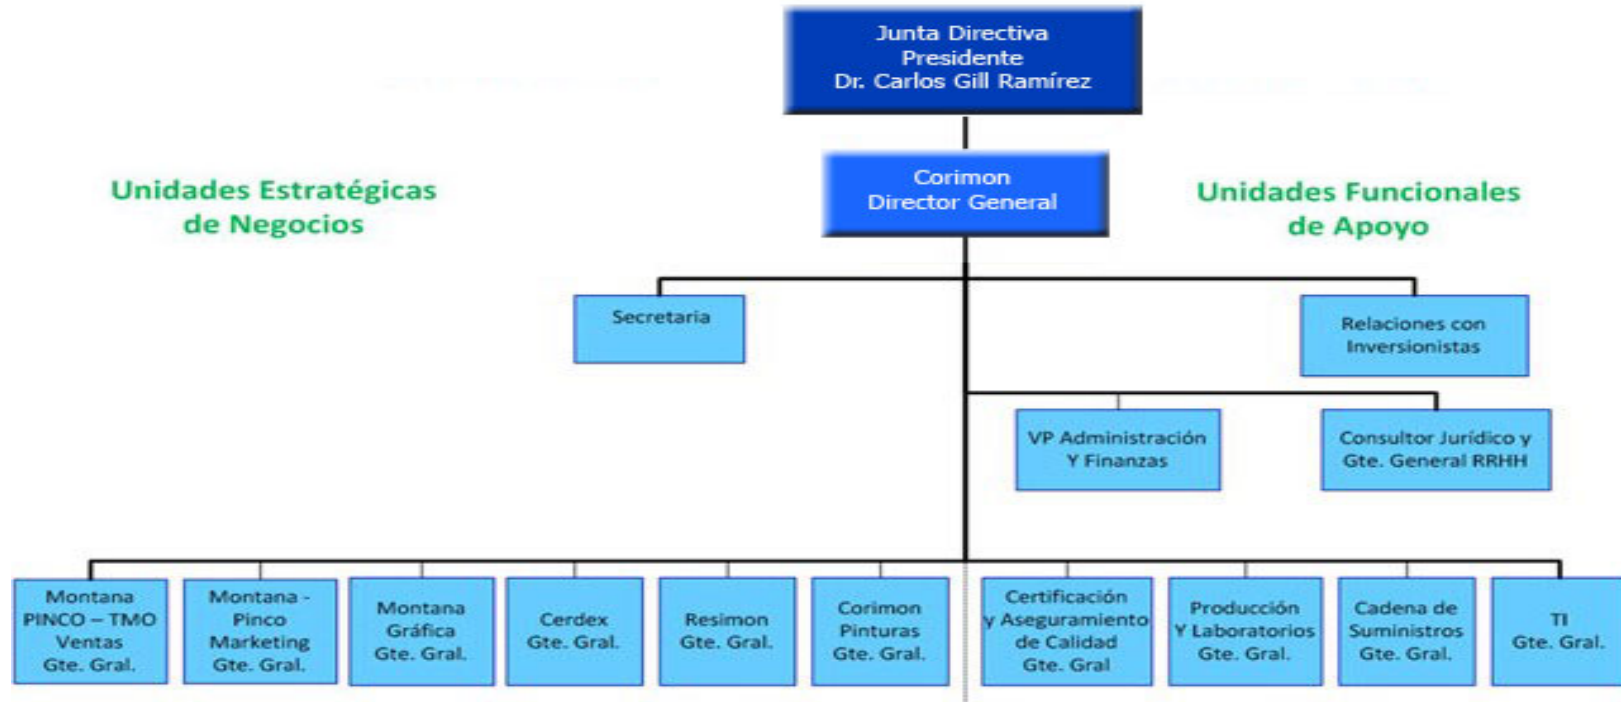 Junta Directiva
Presidente
Dr. Carlos Gill Ramírez
Corimon
Director General
Unidades Estratégicas
de Negocios
Unidades Funcionales
de Apoyo
Secretaria
Relaciones con
Inversionistas
VP Administración
Y Finanzas
Consultor Jurídico y
Gte. General RRHH
Montana
PINCO – TMO
Ventas
Gte. Gral.
Montana -
Pinco
Marketing
Gte. Gral.
Montana
Gráfica
Gte. Gral.
Cerdex
Gte. Gral.
Resimon
Gte. Gral.
Corimon
Pinturas
Gte. Gral.
Certificación
y Aseguramiento
de Calidad
Gte. Gral
Producción
Y Laboratorios
Gte. Gral.
Cadena de
Suministros
Gte. Gral.
TI
Gte. Gral.